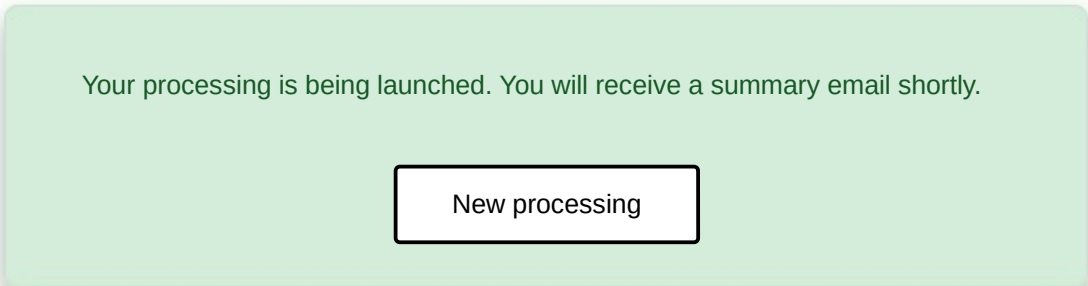 Your processing is being launched. You will receive a summary email shortly.
New processing